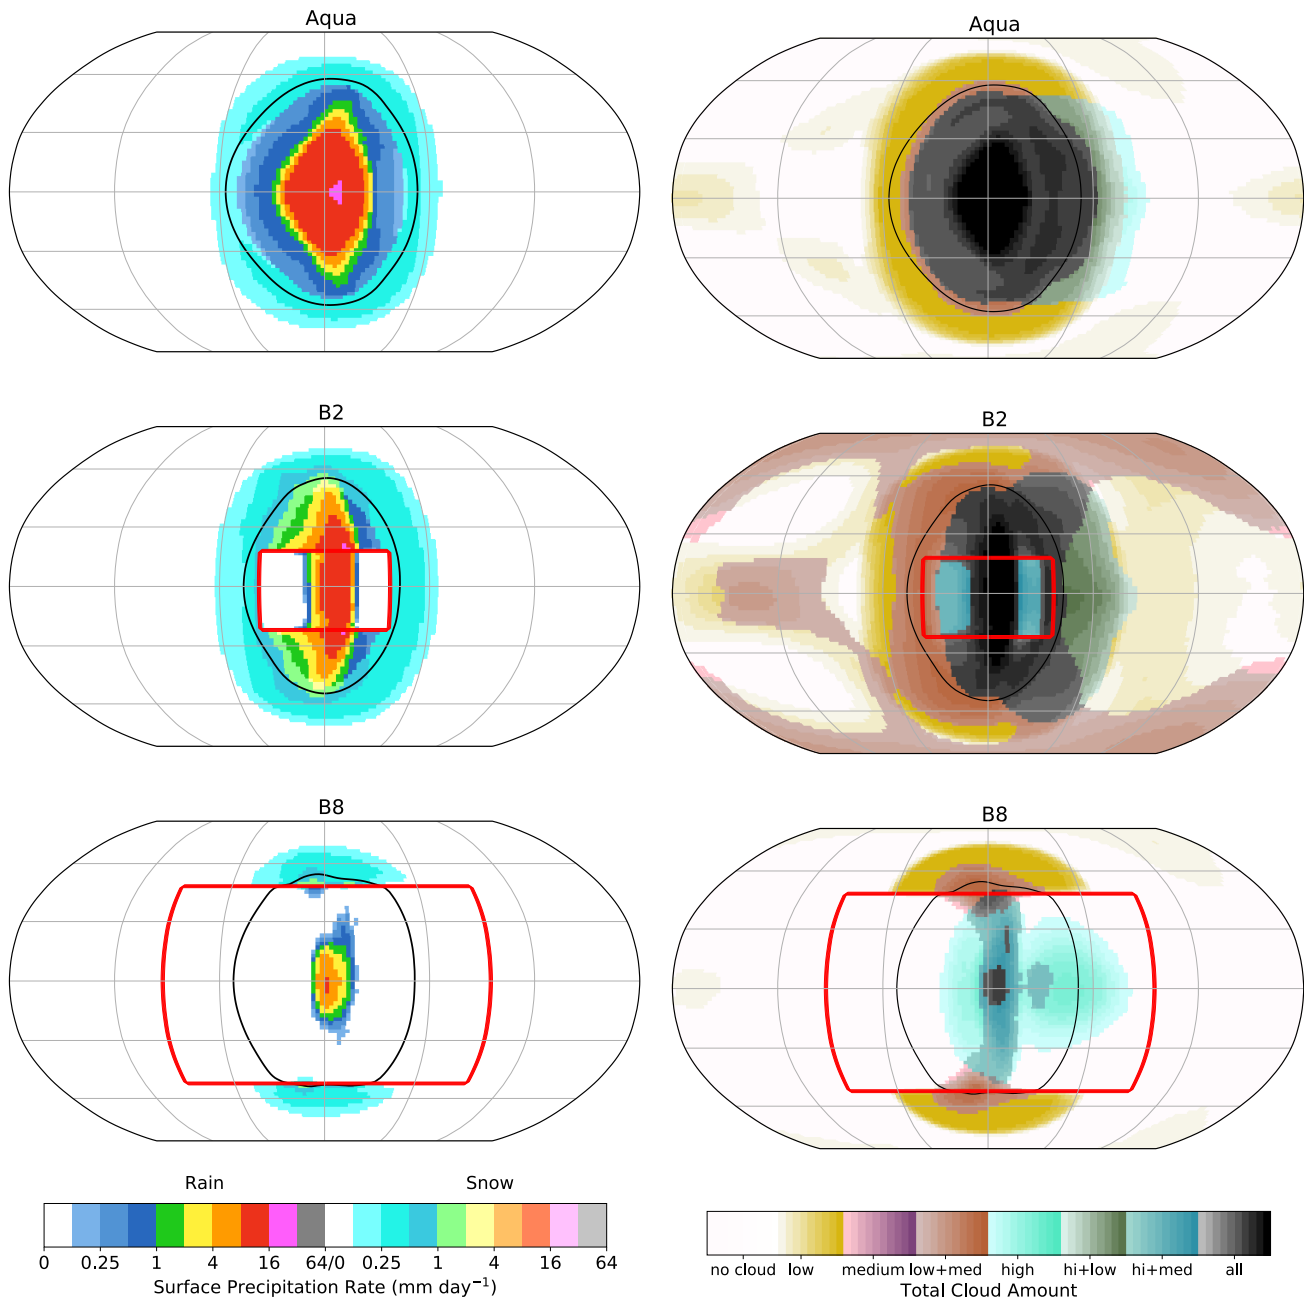 Aqua
Aqua
B2
B2
B8
B8
Rain Snow
0 0.25 1 4 16 64/0 0.25 1 4 16 64
Surface Precipitation Rate (mm day⁻¹)
no cloud low medium low+med high hi+low hi+med all
Total Cloud Amount